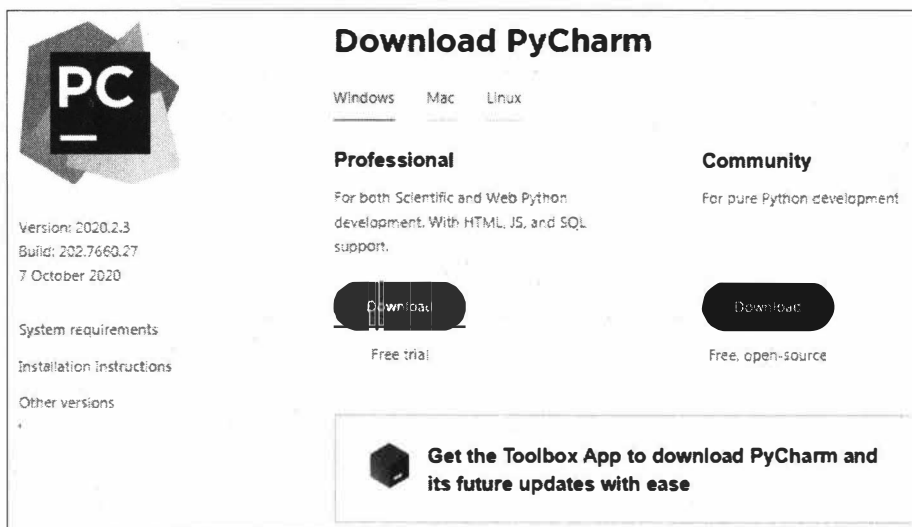 PC
Version: 2020.2.3
Build: 202.7660.27
7 October 2020
System requirements
Installation Instructions
Other versions
Download PyCharm
Windows Mac Linux
Professional
For both Scientific and Web Python
development. With HTML, JS, and SQL
support.
Download
Free trial
Community
For pure Python development
Download
Free, open-source
Get the Toolbox App to download PyCharm and
its future updates with ease